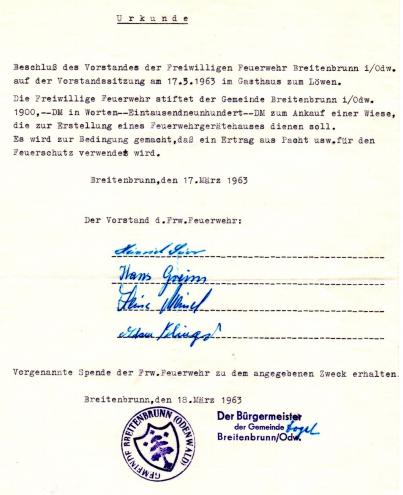 Urkunde
Beschluß des Vorstandes der Freiwilligen Feuerwehr Breitenbrunn i/Odw.
auf der Vorstandssitzung am 17.3.1963 im Gasthaus zum Löwen.
Die Freiwillige Feuerwehr stiftet der Gemeinde Breitenbrunn i/Odw.
1900,--DM in Worten--Eintausendneunhundert--DM zum Ankauf einer Wiese,
die zur Erstellung eines Feuerwehrgerätehauses dienen soll.
Es wird zur Bedingung gemacht,daß ein Ertrag aus Pacht usw.für den
Feuerschutz verwendet wird.
Breitenbrunn,den 17.März 1963
Der Vorstand d.Frw.Feuerwehr:
Hans Greim
Vorgenannte Spende der Frw.Feuerwehr zu dem angegebenen Zweck erhalten.
Breitenbrunn,den 18.März 1963
GEMEINDE BREITENBRUNN (ODENWALD)
Der Bürgermeister
der Gemeinde Vogel
Breitenbrunn/Odw.